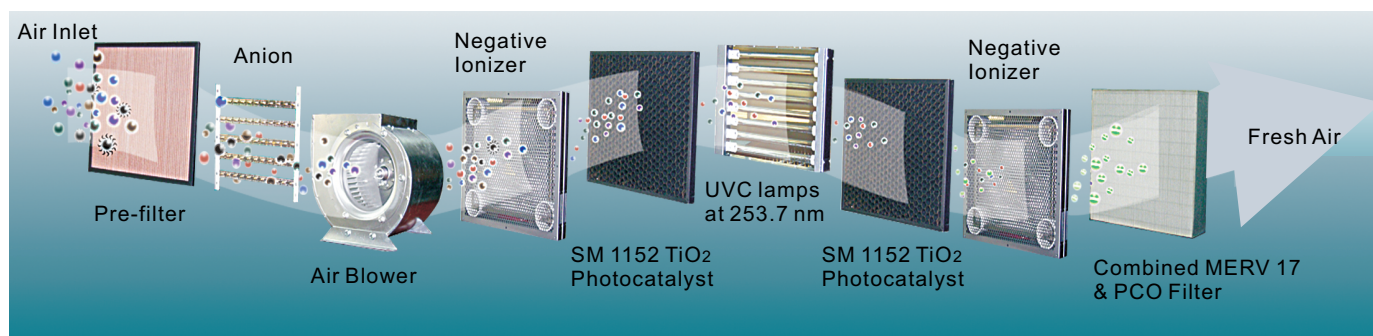 Air Inlet
Pre-filter
Anion
Air Blower
Negative
Ionizer
SM 1152 TiO2
Photocatalyst
UVC lamps
at 253.7 nm
SM 1152 TiO2
Photocatalyst
Negative
Ionizer
Combined MERV 17
& PCO Filter
Fresh Air